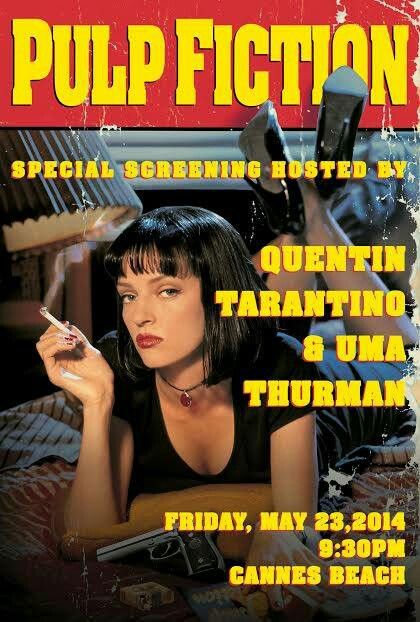 PULP FICTION
SPECIAL SCREENING HOSTED BY
QUENTIN
TARANTINO
& UMA
THURMAN
FRIDAY, MAY 23,2014
9:30PM
CANNES BEACH